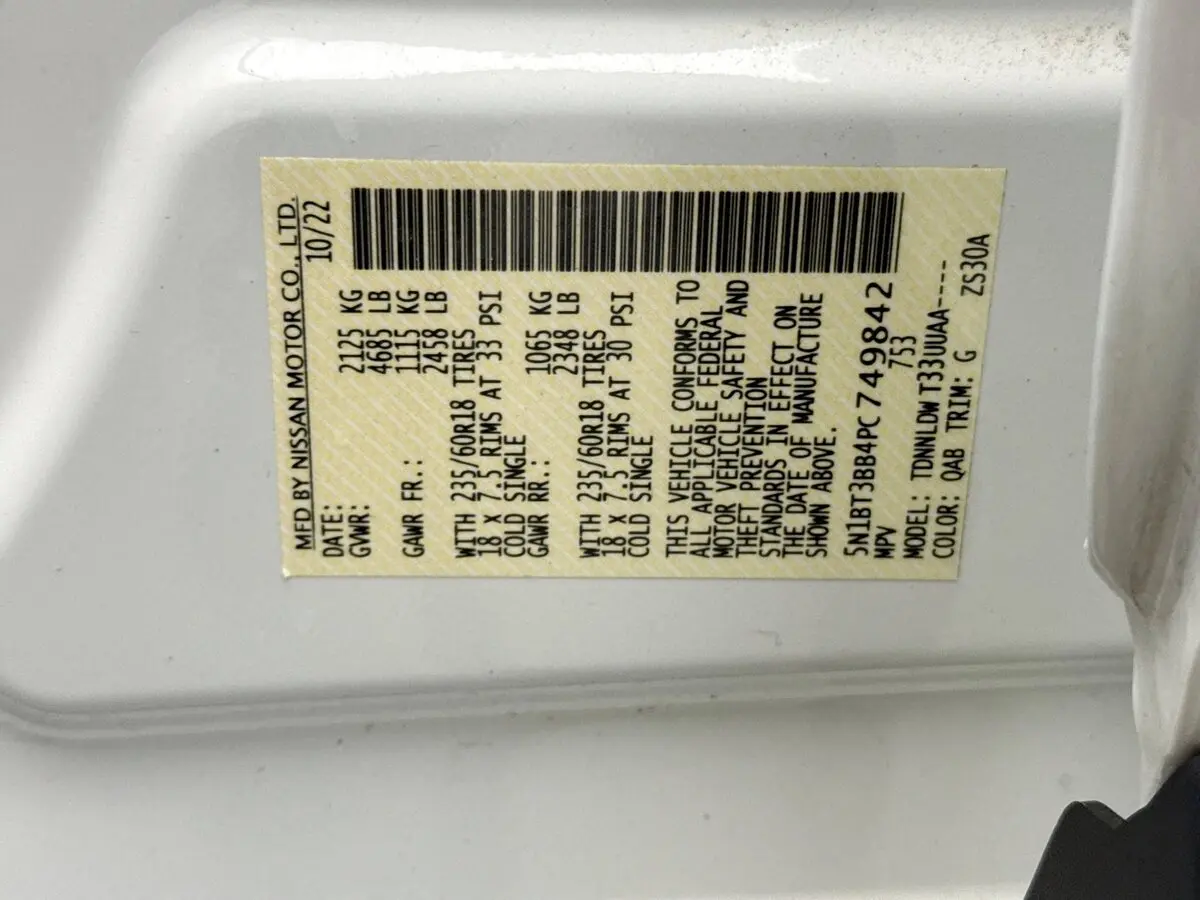 MFD BY NISSAN MOTOR CO., LTD.
DATE: 10/22
GVWR: 2125 KG
4685 LB
GAWR FR.: 1115 KG
2458 LB
WITH 235/60R18 TIRES
18 x 7.5 RIMS AT 33 PSI
COLD SINGLE
GAWR RR.: 1065 KG
2348 LB
WITH 235/60R18 TIRES
18 x 7.5 RIMS AT 30 PSI
COLD SINGLE
THIS VEHICLE CONFORMS TO
ALL APPLICABLE FEDERAL
MOTOR VEHICLE SAFETY AND
THEFT PREVENTION
STANDARDS IN EFFECT ON
THE DATE OF MANUFACTURE
SHOWN ABOVE.
5N1BT3BB4PC749842
MPV 753
MODEL: TDNNLDW T33UUAA----
COLOR: QAB TRIM: G ZS30A